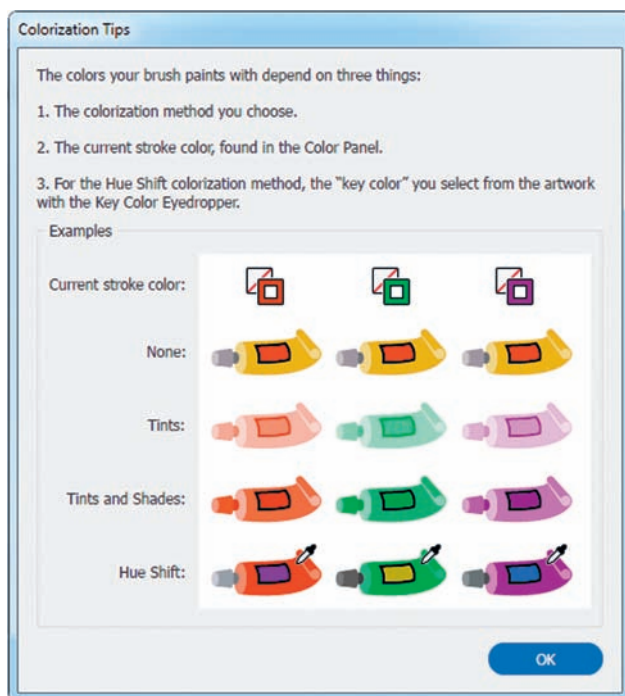 Colorization Tips
The colors your brush paints with depend on three things:
1. The colorization method you choose.
2. The current stroke color, found in the Color Panel.
3. For the Hue Shift colorization method, the “key color” you select from the artwork
with the Key Color Eyedropper.
Examples
Current stroke color:
None:
Tints:
Tints and Shades:
Hue Shift:
OK